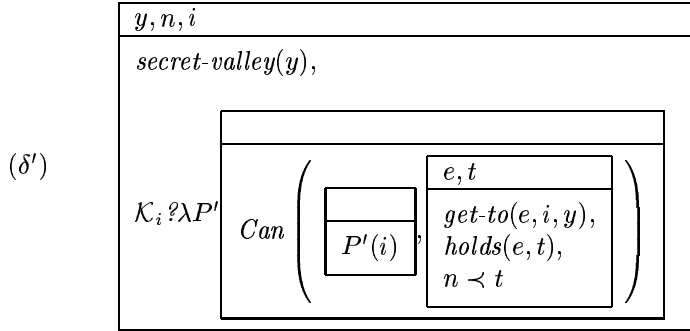 y, n, i
secret-valley(y),
(δ′)
𝒦ᵢ?λP′
Can ( P′(i) , e, t
get-to(e, i, y),
holds(e, t),
n ≺ t )